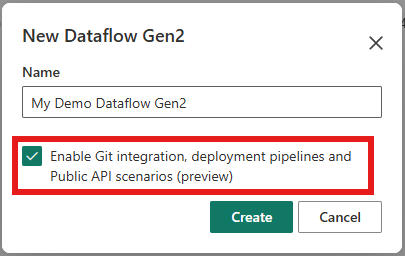 New Dataflow Gen2
Name
My Demo Dataflow Gen2
Enable Git integration, deployment pipelines and
Public API scenarios (preview)
Create
Cancel